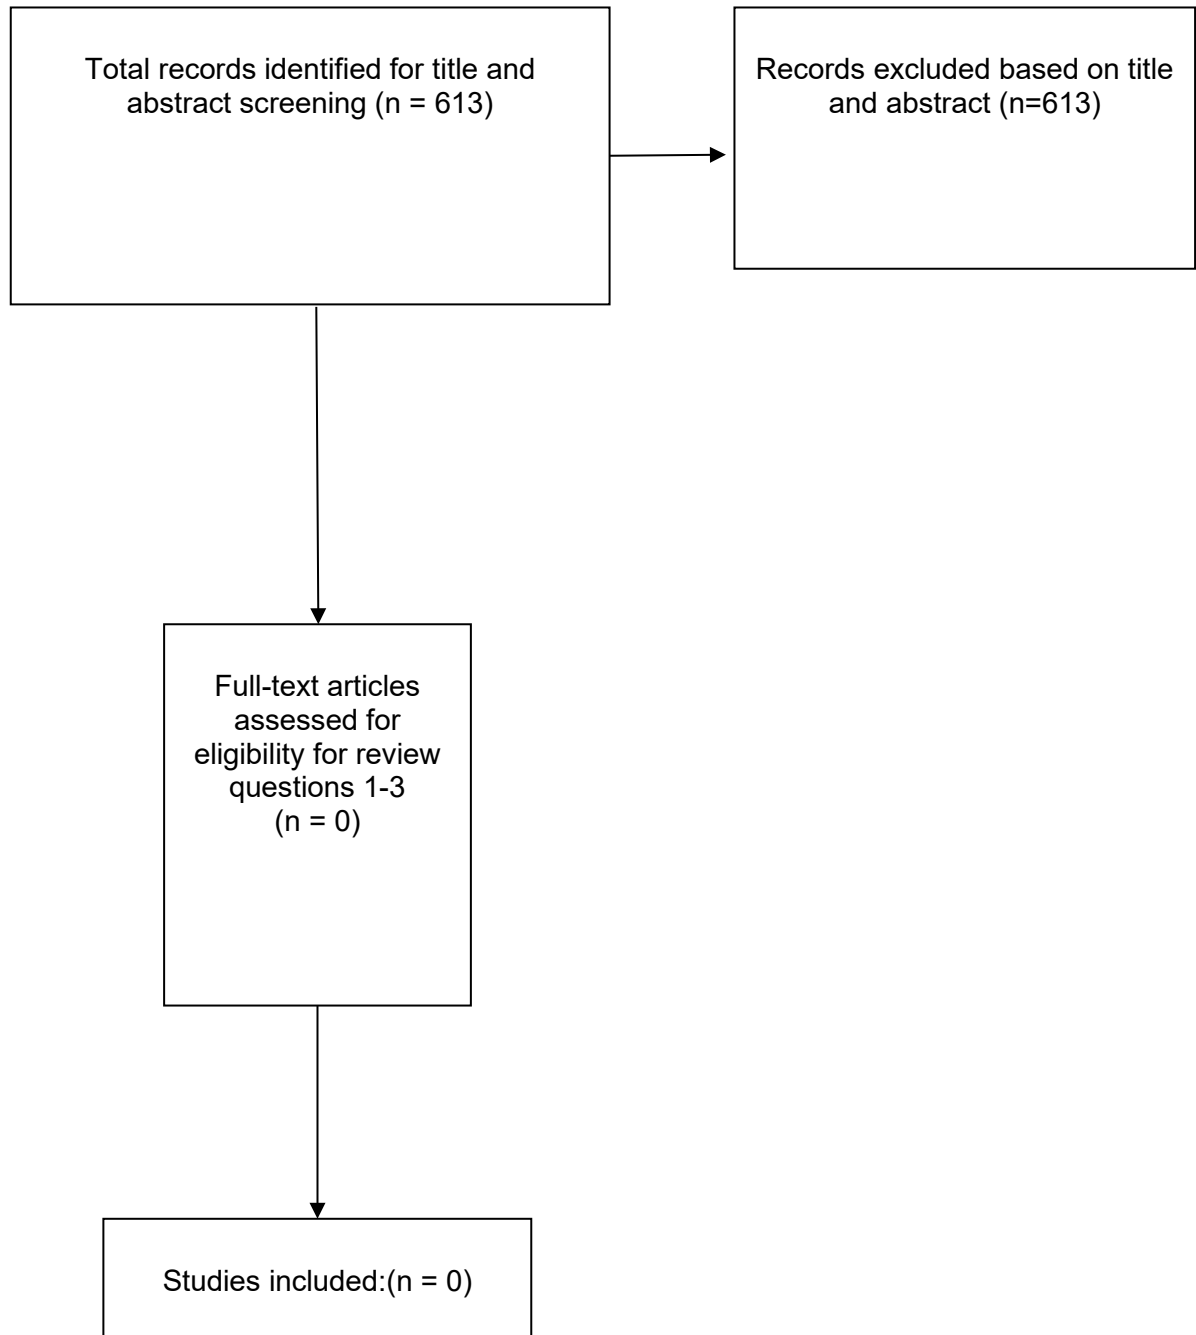 Total records identified for title and
abstract screening (n = 613)
Records excluded based on title
and abstract (n=613)
Full-text articles
assessed for
eligibility for review
questions 1-3
(n = 0)
Studies included:(n = 0)